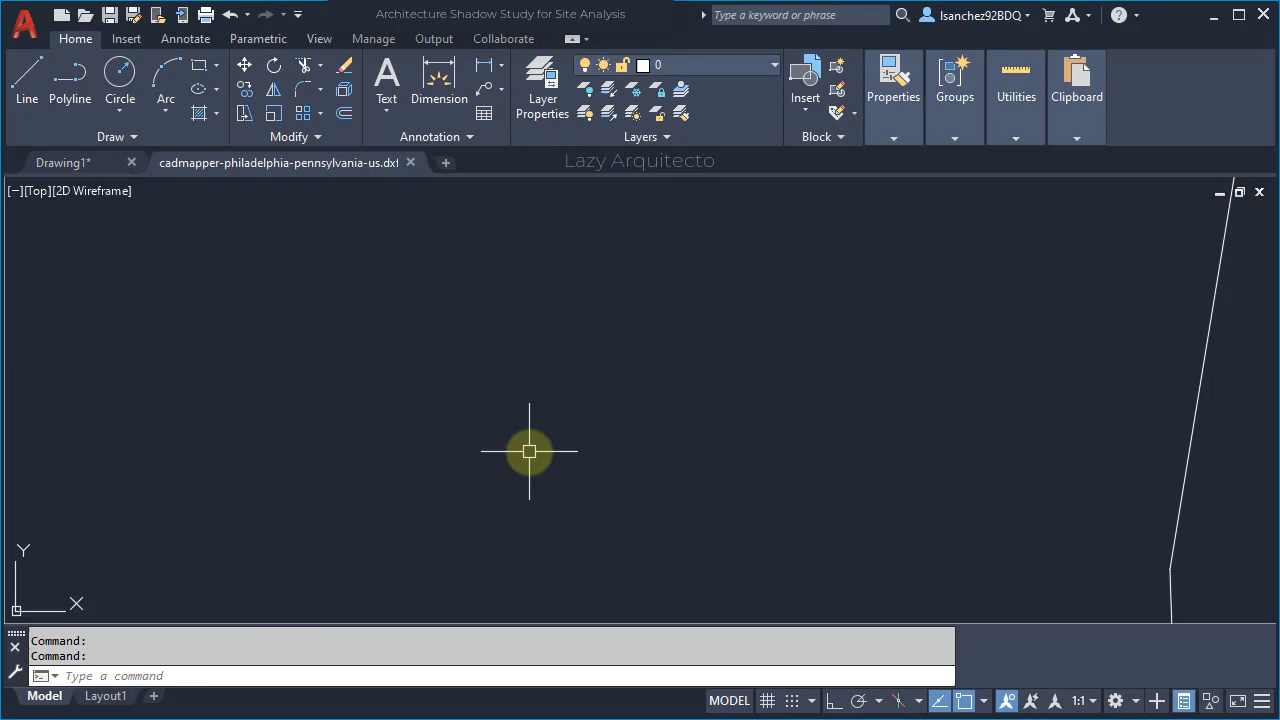 Architecture Shadow Study for Site Analysis
Type a keyword or phrase
lsanchez92BDQ
Home Insert Annotate Parametric View Manage Output Collaborate
Line Polyline Circle Arc
Draw
Modify
Text Dimension
Annotation
Layer Properties
0
Layers
Insert
Block
Properties
Groups
Utilities
Clipboard
Drawing1*
cadmapper-philadelphia-pennsylvania-us.dxf
Lazy Arquitecto
[−][Top][2D Wireframe]
Y
X
Command:
Command:
Type a command
Model Layout1
MODEL
1:1